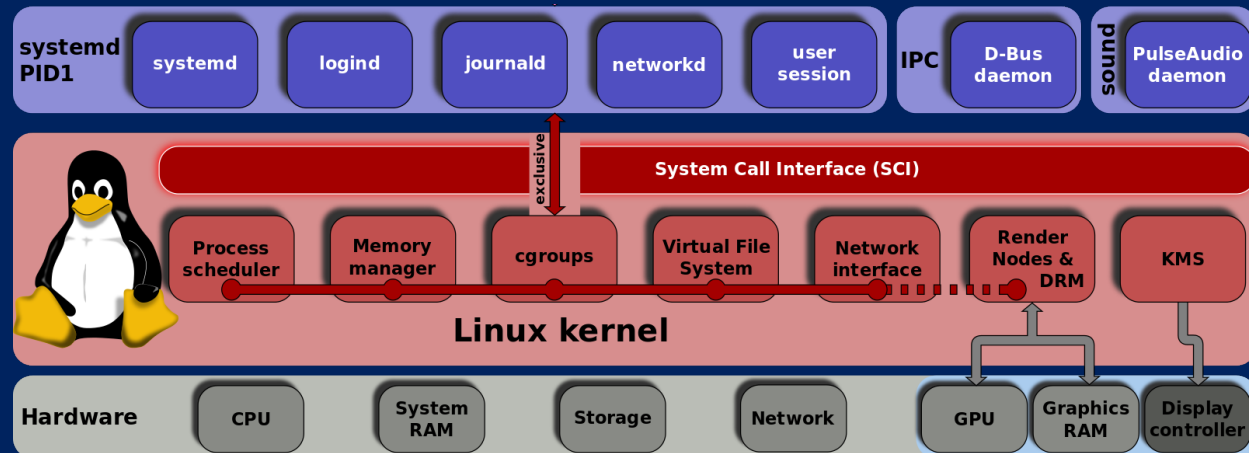 systemd
PID1
systemd
logind
journald
networkd
user
session
IPC
D-Bus
daemon
sound
PulseAudio
daemon
exclusive
System Call Interface (SCI)
Process
scheduler
Memory
manager
cgroups
Virtual File
System
Network
interface
Render
Nodes &
DRM
KMS
Linux kernel
Hardware
CPU
System
RAM
Storage
Network
GPU
Graphics
RAM
Display
controller